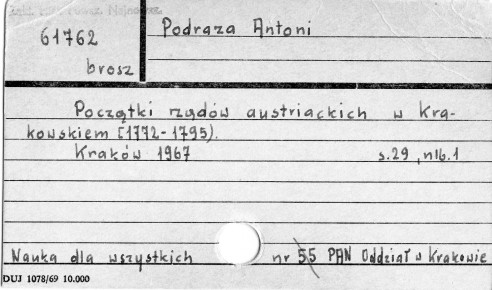 61762
brosz
Podraza Antoni
Początki rządów austriackich w Kra-
kowskiem [1772-1795).
Kraków 1967 s.29, nlb.1
Nauka dla wszystkich nr 55 PAN Oddział w Krakowie
DUJ 1078/69 10.000